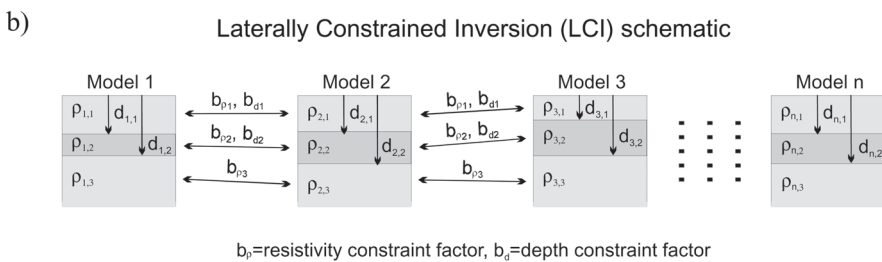 b)
Laterally Constrained Inversion (LCI) schematic
Model 1 Model 2 Model 3 Model n
ρ1,1 d1,1 bρ1, bd1 ρ2,1 d2,1 bρ1, bd1 ρ3,1 d3,1 ρn,1 dn,1
ρ1,2 d1,2 bρ2, bd2 ρ2,2 d2,2 bρ2, bd2 ρ3,2 d3,2 ρn,2 dn,2
ρ1,3 bρ3 ρ2,3 bρ3 ρ3,3 ρn,3
bρ=resistivity constraint factor, bd=depth constraint factor